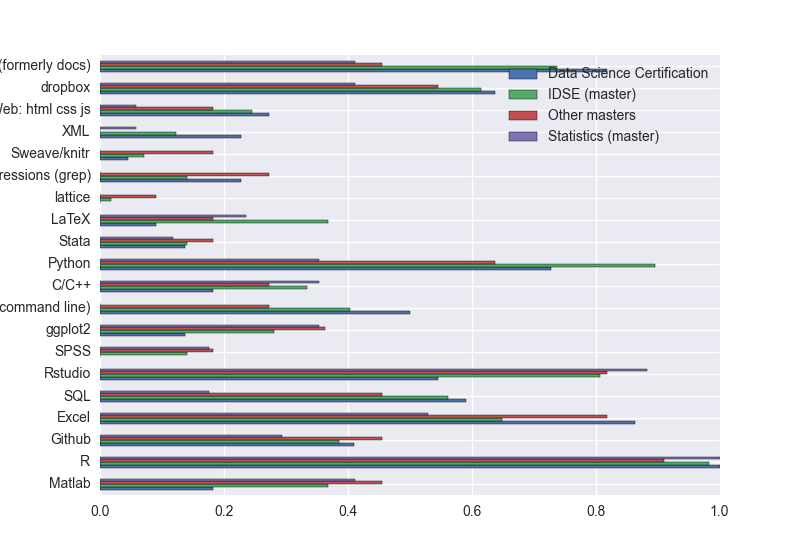 (formerly docs)
dropbox
Web: html css js
XML
Sweave/knitr
ressions (grep)
lattice
LaTeX
Stata
Python
C/C++
command line)
ggplot2
SPSS
Rstudio
SQL
Excel
Github
R
Matlab
Data Science Certification
IDSE (master)
Other masters
Statistics (master)
0.0 0.2 0.4 0.6 0.8 1.0